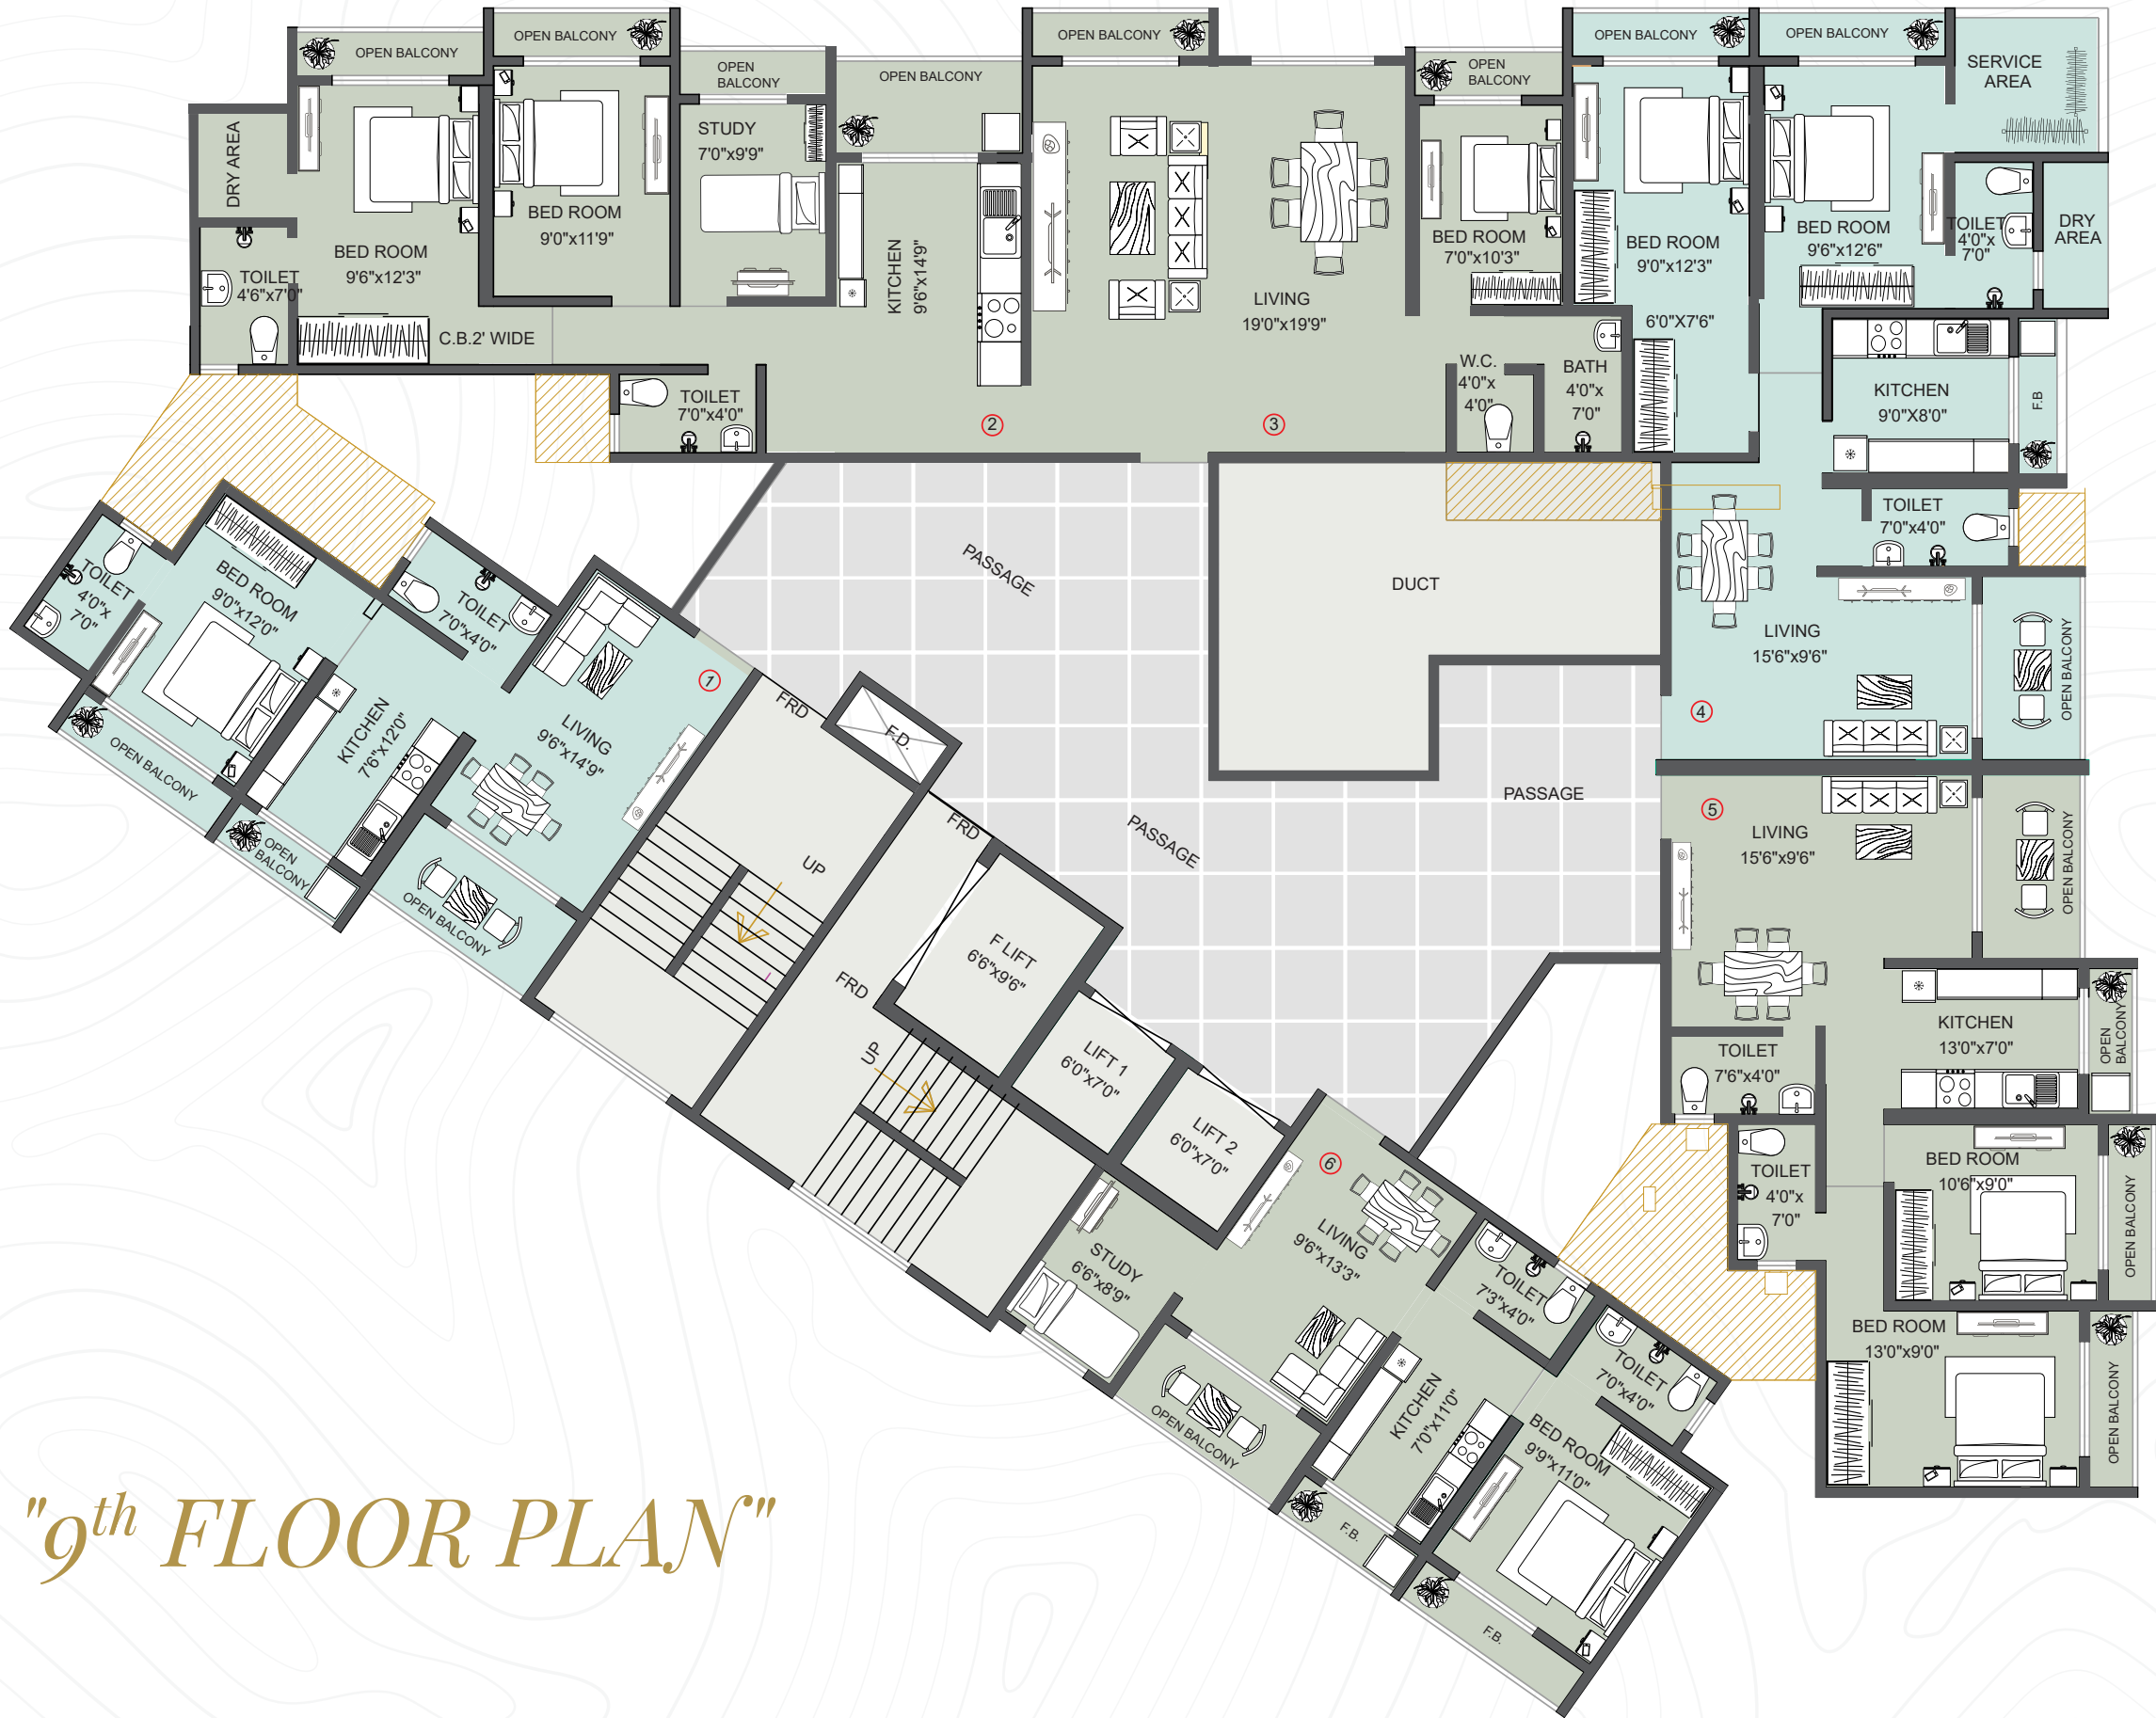 OPEN BALCONY
OPEN BALCONY
OPEN
BALCONY
OPEN BALCONY
OPEN BALCONY
OPEN
BALCONY
OPEN BALCONY
OPEN BALCONY
SERVICE
AREA
DRY AREA
BED ROOM
9'6"x12'3"
TOILET
4'6"x7'0"
C.B.2' WIDE
BED ROOM
9'0"x11'9"
STUDY
7'0"x9'9"
KITCHEN
9'6"x14'9"
TOILET
7'0"x4'0"
2
LIVING
19'0"x19'9"
3
BED ROOM
7'0"x10'3"
W.C.
4'0"x
4'0"
BATH
4'0"x
7'0"
BED ROOM
9'0"x12'3"
6'0"X7'6"
BED ROOM
9'6"x12'6"
TOILET
4'0"x
7'0"
DRY
AREA
KITCHEN
9'0"X8'0"
F.B
TOILET
7'0"x4'0"
LIVING
15'6"x9'6"
OPEN BALCONY
4
DUCT
PASSAGE
PASSAGE
PASSAGE
TOILET
4'0"x
7'0"
BED ROOM
9'0"x12'0"
TOILET
7'0"x4'0"
1
LIVING
9'6"x14'9"
KITCHEN
7'6"x12'0"
OPEN BALCONY
OPEN
BALCONY
OPEN BALCONY
FRD
F.D.
FRD
UP
FRD
UP
F LIFT
6'6"x9'6"
LIFT 1
6'0"x7'0"
LIFT 2
6'0"x7'0"
5
LIVING
15'6"x9'6"
OPEN BALCONY
KITCHEN
13'0"x7'0"
OPEN
BALCONY
TOILET
7'6"x4'0"
TOILET
4'0"x
7'0"
BED ROOM
10'6"x9'0"
OPEN BALCONY
BED ROOM
13'0"x9'0"
OPEN BALCONY
6
LIVING
9'6"x13'3"
STUDY
6'6"x8'9"
TOILET
7'3"x4'0"
TOILET
7'0"x4'0"
KITCHEN
7'0"x11'0"
BED ROOM
9'9"x11'0"
OPEN BALCONY
F.B.
F.B.
"9th FLOOR PLAN"